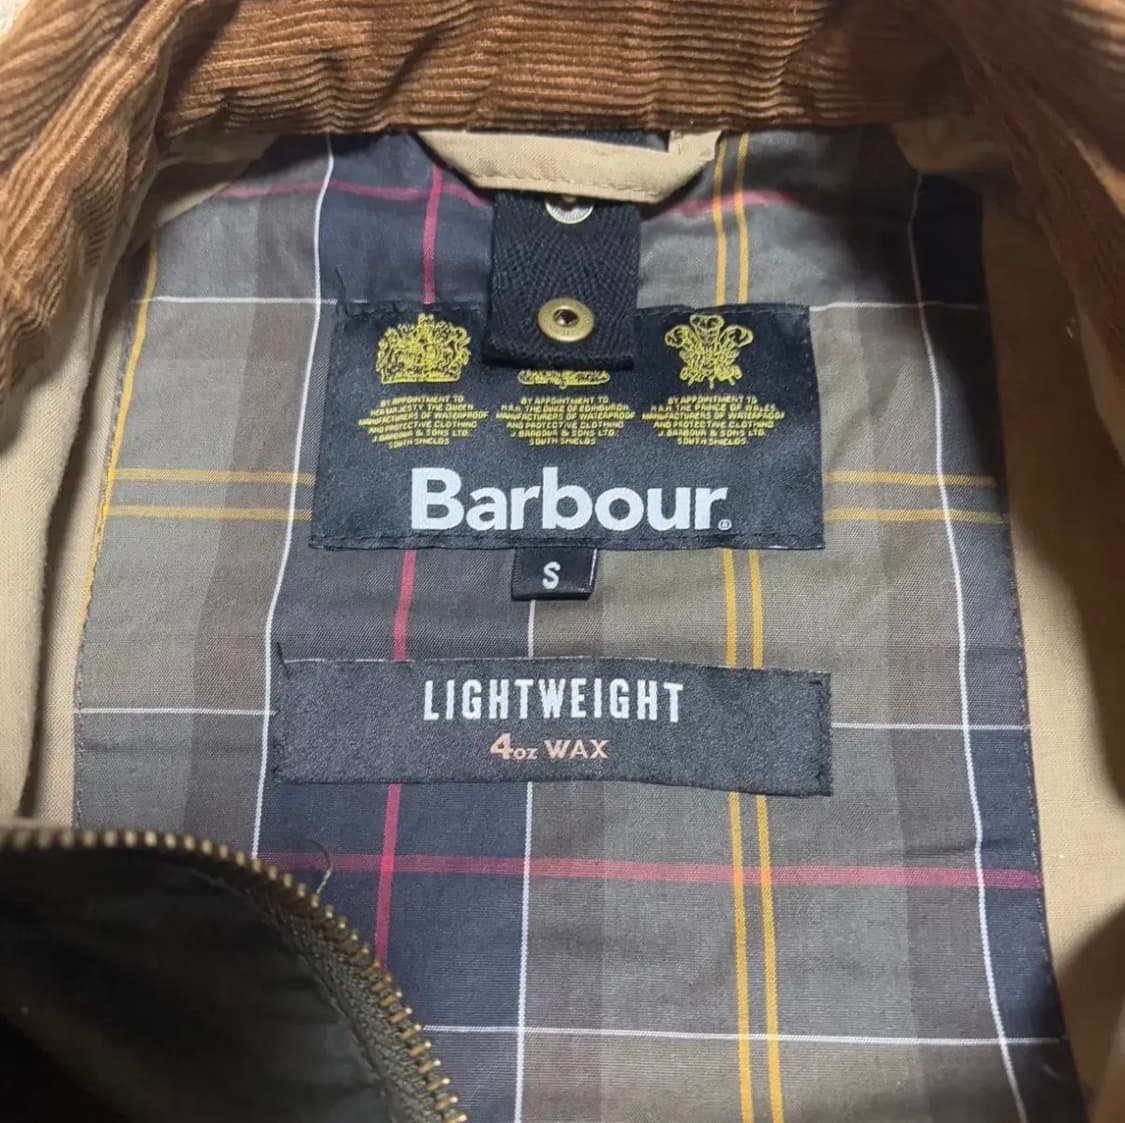 BY APPOINTMENT TO
HER MAJESTY THE QUEEN
MANUFACTURERS OF WATERPROOF
AND PROTECTIVE CLOTHING
J. BARBOUR & SONS LTD.
SOUTH SHIELDS
BY APPOINTMENT TO
H.R.H. THE DUKE OF EDINBURGH
MANUFACTURERS OF WATERPROOF
AND PROTECTIVE CLOTHING
J. BARBOUR & SONS LTD.
SOUTH SHIELDS
BY APPOINTMENT TO
H.R.H. THE PRINCE OF WALES
MANUFACTURERS OF WATERPROOF
AND PROTECTIVE CLOTHING
J. BARBOUR & SONS LTD.
SOUTH SHIELDS
Barbour®
S
LIGHTWEIGHT
4oz WAX